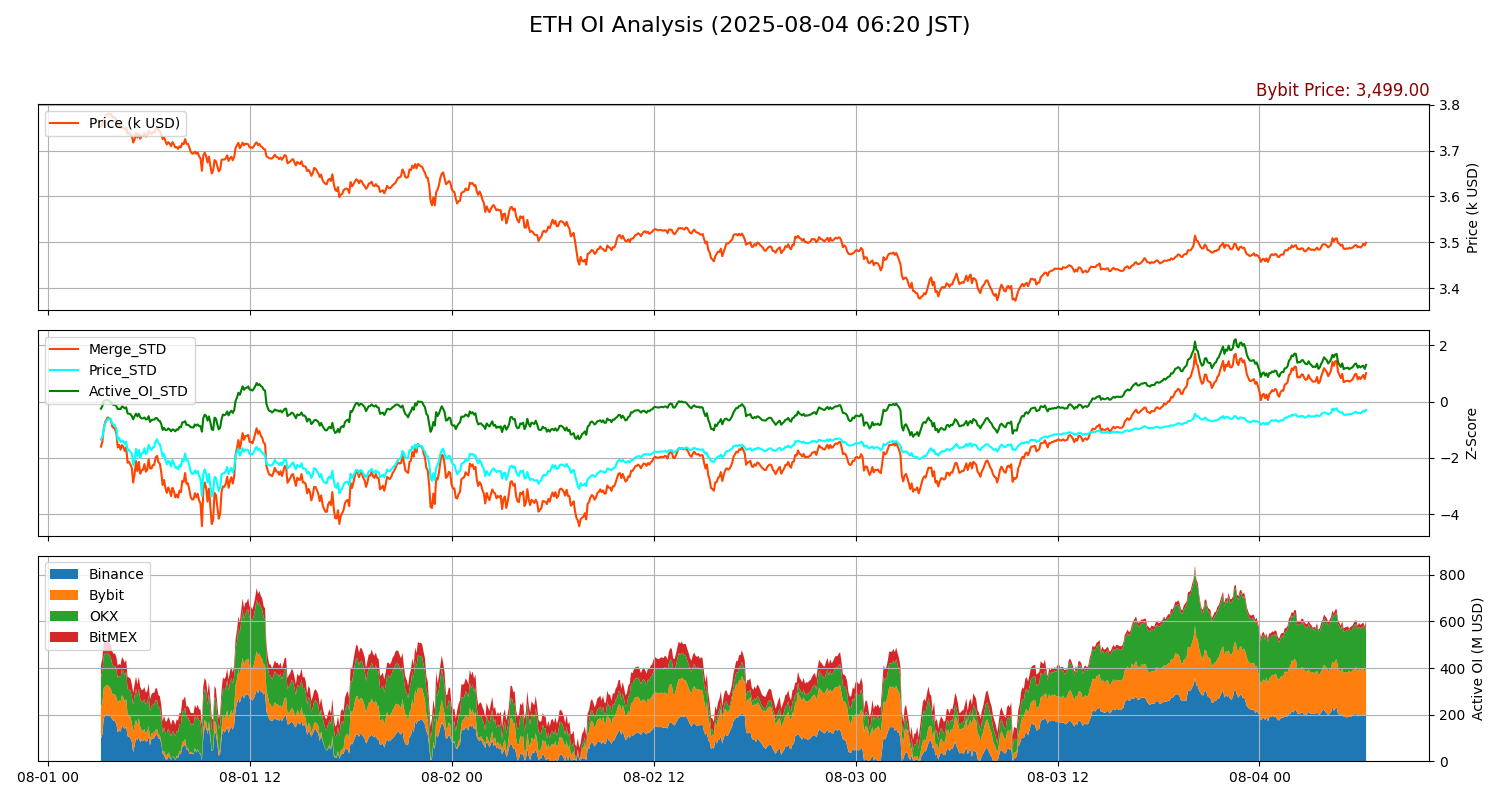 ETH OI Analysis (2025-08-04 06:20 JST)
Bybit Price: 3,499.00
Price (k USD)
3.8
3.7
3.6
3.5
3.4
Price (k USD)
Merge_STD
Price_STD
Active_OI_STD
2
0
−2
−4
Z-Score
Binance
Bybit
OKX
BitMEX
800
600
400
200
0
Active OI (M USD)
08-01 00
08-01 12
08-02 00
08-02 12
08-03 00
08-03 12
08-04 00